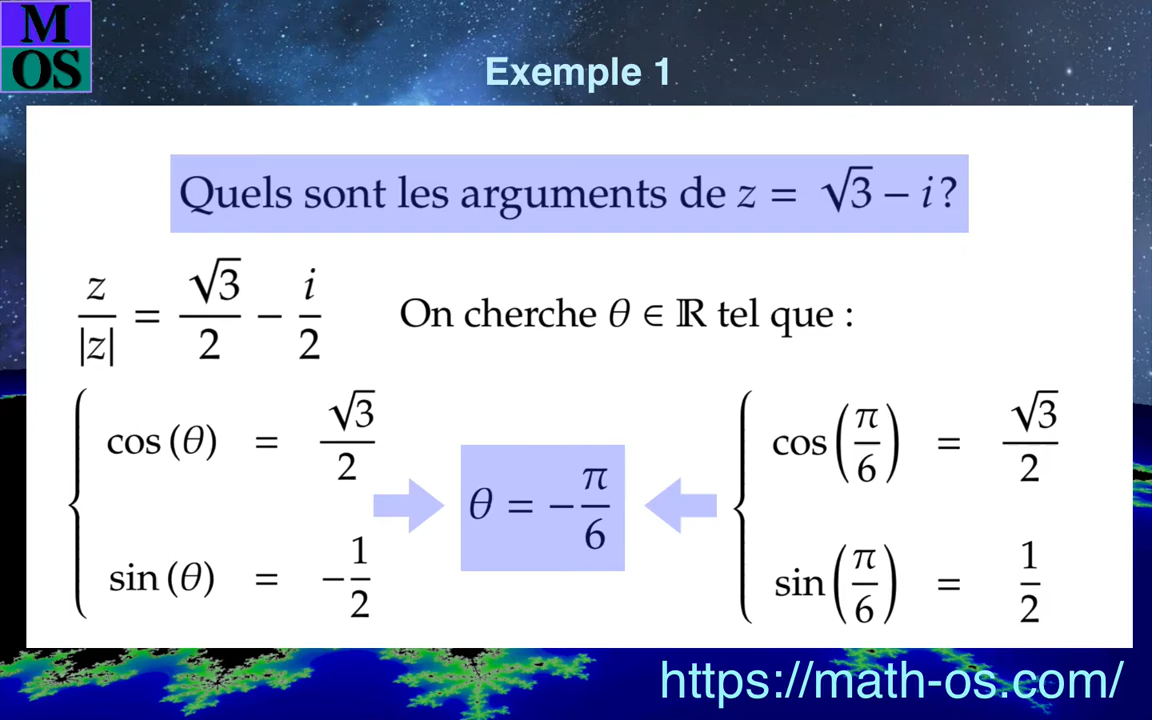 M
OS
Exemple 1
Quels sont les arguments de z = √3 − i ?
z/|z| = √3/2 − i/2 On cherche θ ∈ ℝ tel que :
cos (θ) = √3/2
sin (θ) = −1/2
θ = −π/6
cos(π/6) = √3/2
sin(π/6) = 1/2
https://math-os.com/